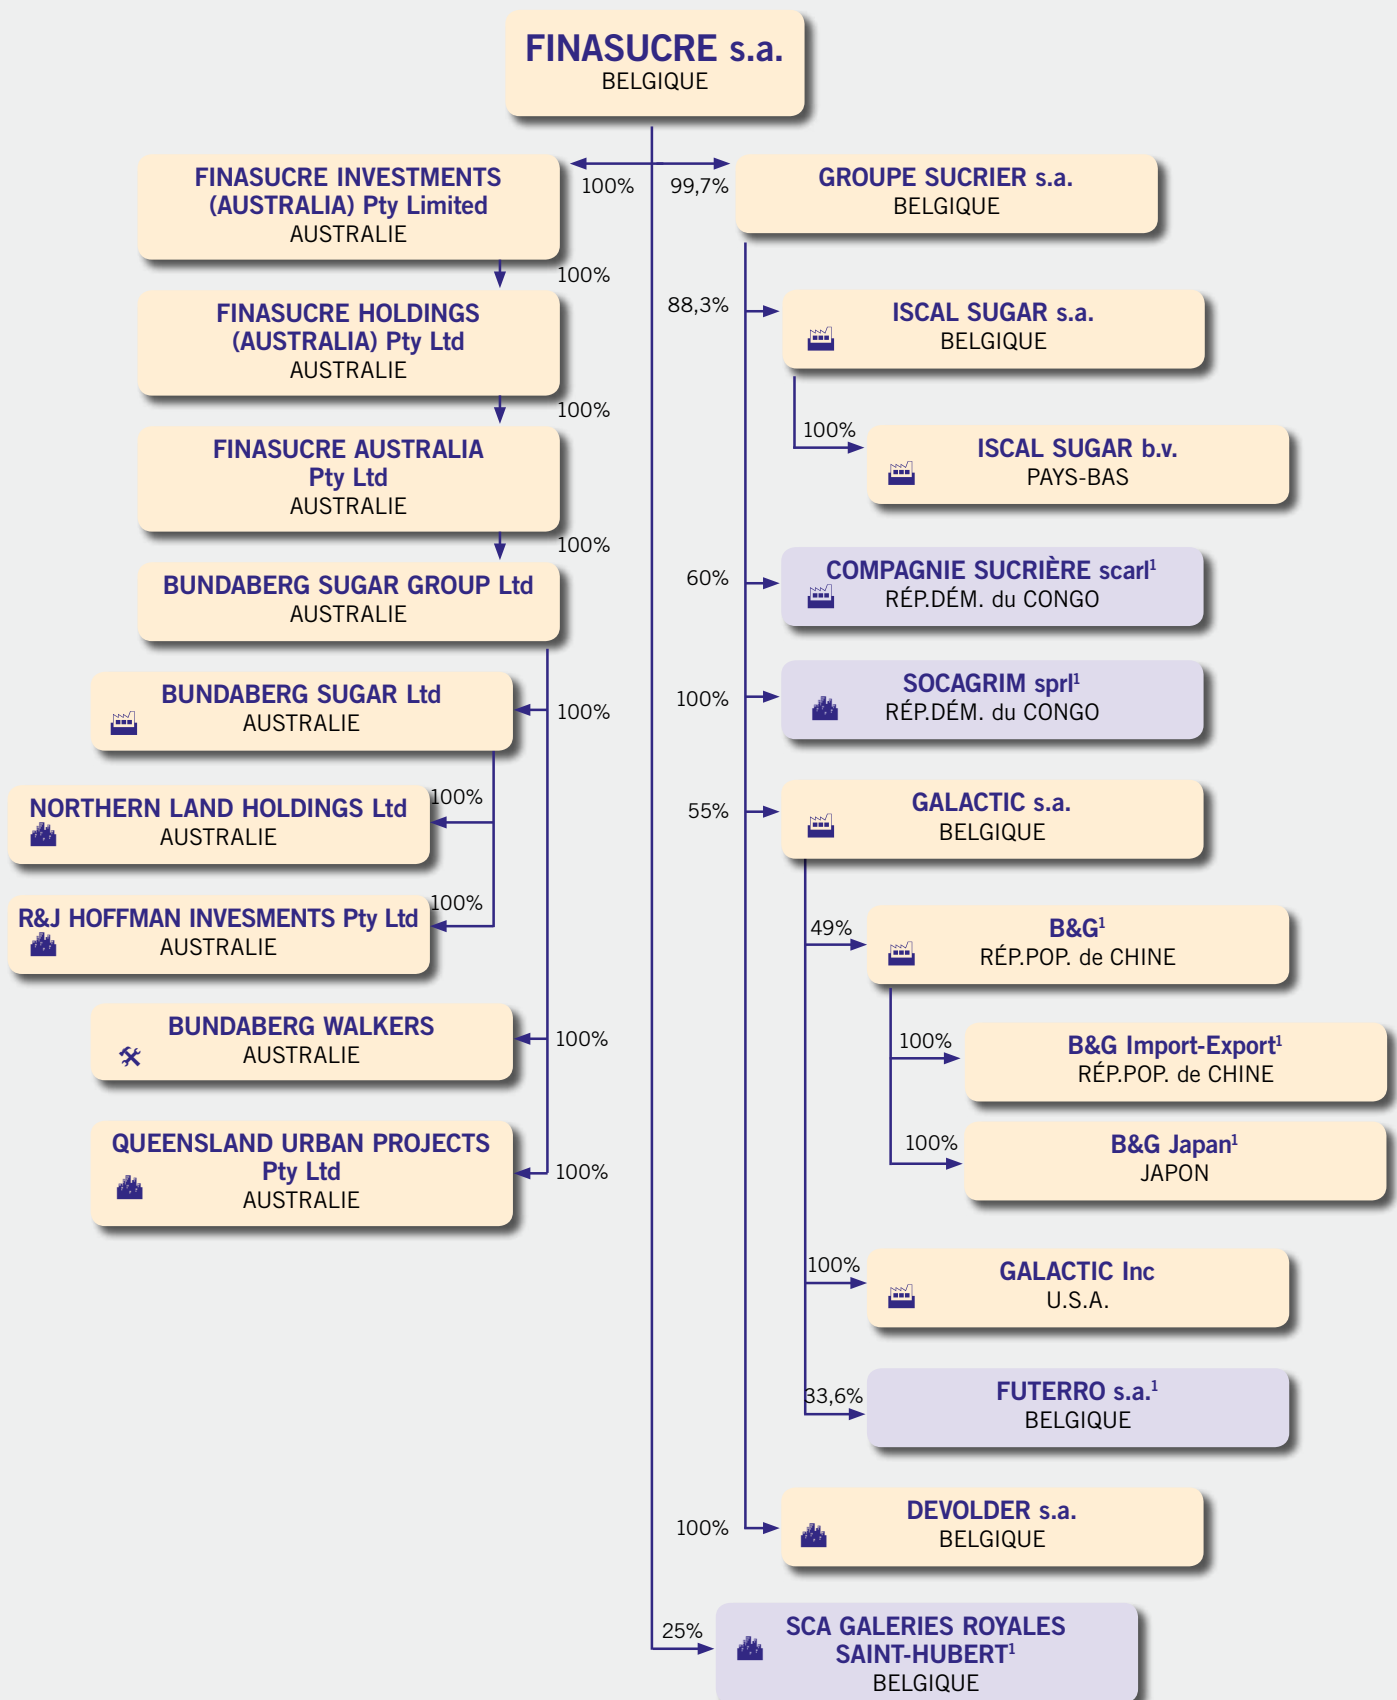 FINASUCRE s.a.
BELGIQUE
100%
99,7%
FINASUCRE INVESTMENTS
(AUSTRALIA) Pty Limited
AUSTRALIE
100%
FINASUCRE HOLDINGS
(AUSTRALIA) Pty Ltd
AUSTRALIE
100%
FINASUCRE AUSTRALIA
Pty Ltd
AUSTRALIE
100%
BUNDABERG SUGAR GROUP Ltd
AUSTRALIE
BUNDABERG SUGAR Ltd
AUSTRALIE
100%
NORTHERN LAND HOLDINGS Ltd
AUSTRALIE
100%
R&J HOFFMAN INVESMENTS Pty Ltd
AUSTRALIE
100%
BUNDABERG WALKERS
AUSTRALIE
100%
QUEENSLAND URBAN PROJECTS
Pty Ltd
AUSTRALIE
100%
GROUPE SUCRIER s.a.
BELGIQUE
88,3%
ISCAL SUGAR s.a.
BELGIQUE
100%
ISCAL SUGAR b.v.
PAYS-BAS
60%
COMPAGNIE SUCRIÈRE scarl¹
RÉP.DÉM. du CONGO
100%
SOCAGRIM sprl¹
RÉP.DÉM. du CONGO
55%
GALACTIC s.a.
BELGIQUE
49%
B&G¹
RÉP.POP. de CHINE
100%
B&G Import-Export¹
RÉP.POP. de CHINE
100%
B&G Japan¹
JAPON
100%
GALACTIC Inc
U.S.A.
33,6%
FUTERRO s.a.¹
BELGIQUE
100%
DEVOLDER s.a.
BELGIQUE
25%
SCA GALERIES ROYALES
SAINT-HUBERT¹
BELGIQUE